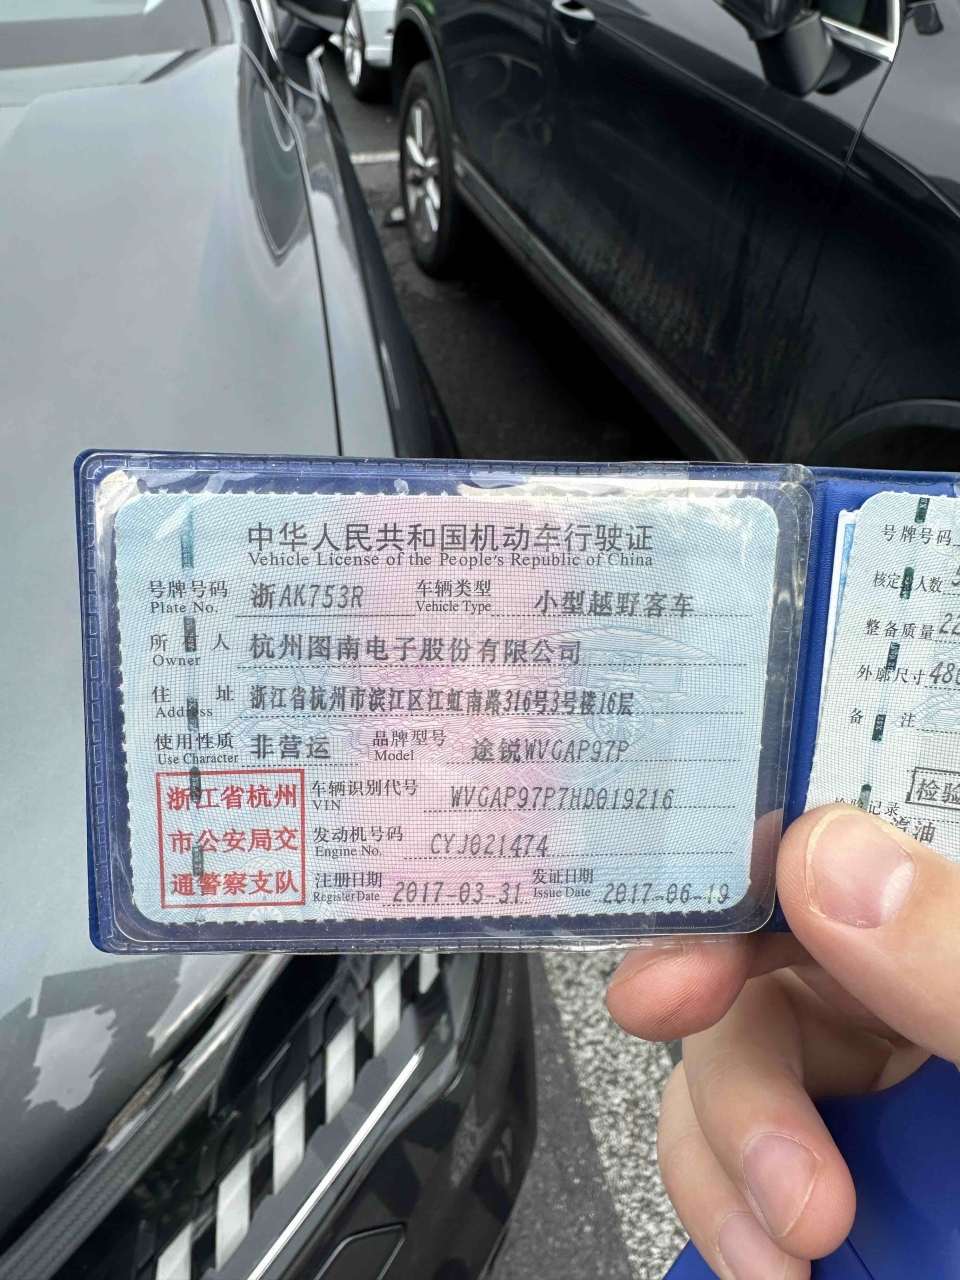 中华人民共和国机动车行驶证
Vehicle License of the People's Republic of China
号牌号码 浙AK753R 车辆类型 小型越野客车
Plate No. Vehicle Type
所有人 杭州图南电子股份有限公司
Owner
住址 浙江省杭州市滨江区江虹南路316号3号楼16层
Address
使用性质 非营运 品牌型号 途锐WVGAP97P
Use Character Model
浙江省杭州
市公安局交
通警察支队
车辆识别代号 WVGAP97P7HD019216
VIN
发动机号码 CYJ021474
Engine No.
注册日期 2017-03-31 发证日期 2017-06-19
Register Date Issue Date
号牌号码
核定 人数 5
整备质量
外廓尺寸 48
备注
检验
检验记录
汽油